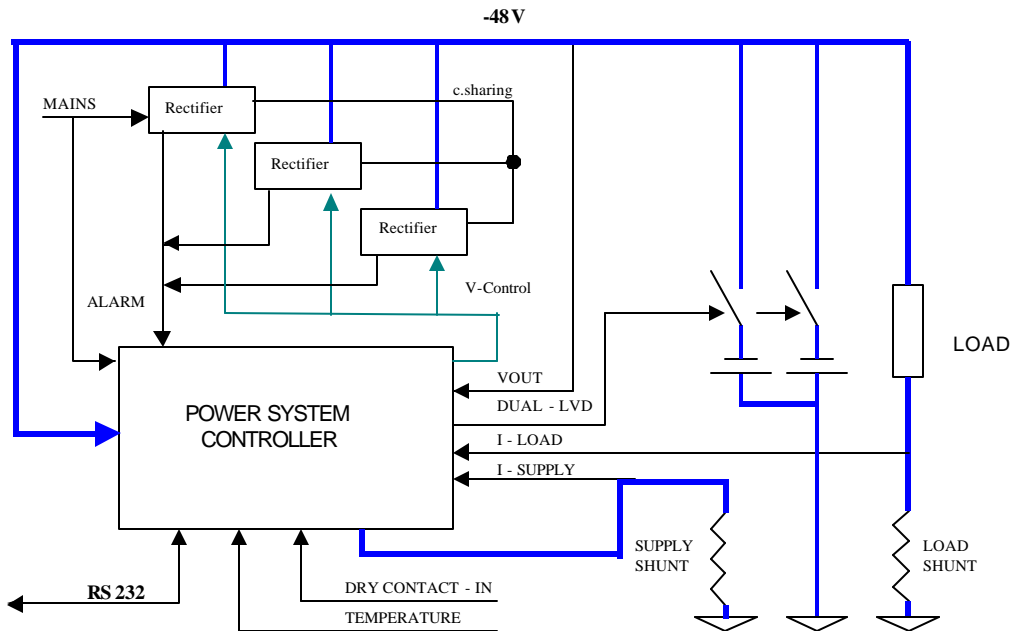 -48V
MAINS
Rectifier
c.sharing
Rectifier
Rectifier
V-Control
ALARM
LOAD
VOUT
DUAL - LVD
POWER SYSTEM
CONTROLLER
I - LOAD
I - SUPPLY
SUPPLY
SHUNT
LOAD
SHUNT
RS 232
DRY CONTACT - IN
TEMPERATURE